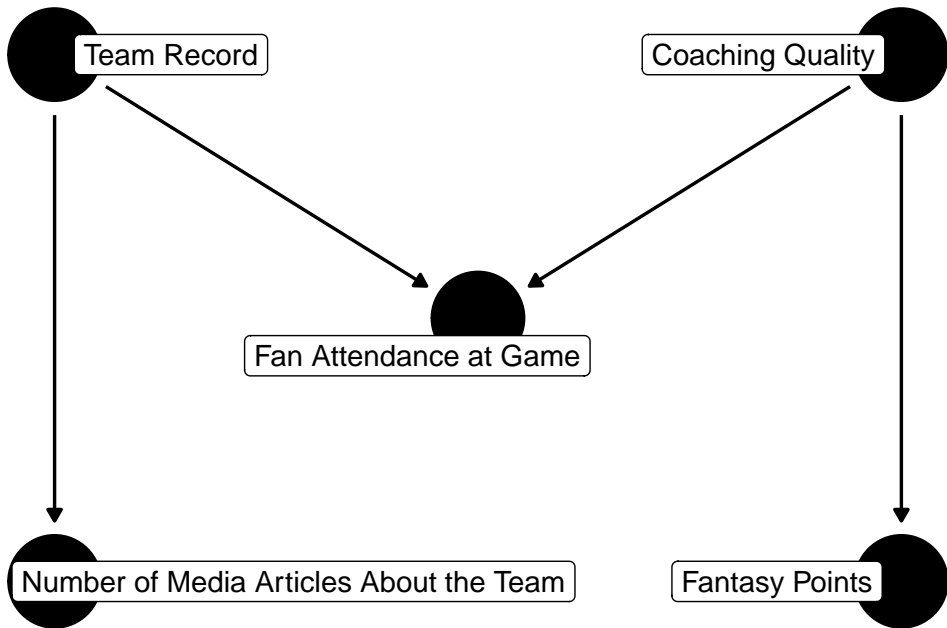 Team Record
Coaching Quality
Fan Attendance at Game
Number of Media Articles About the Team
Fantasy Points